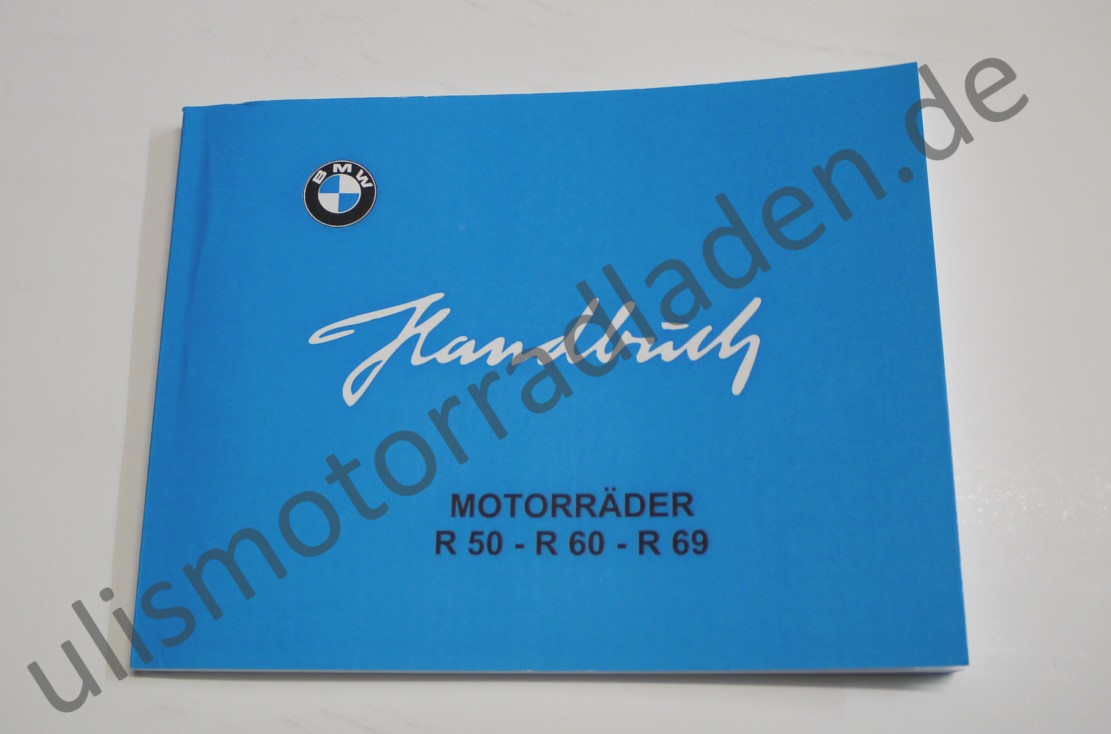 BMW
Handbuch
MOTORRÄDER
R 50 - R 60 - R 69
ulismotorradladen.de